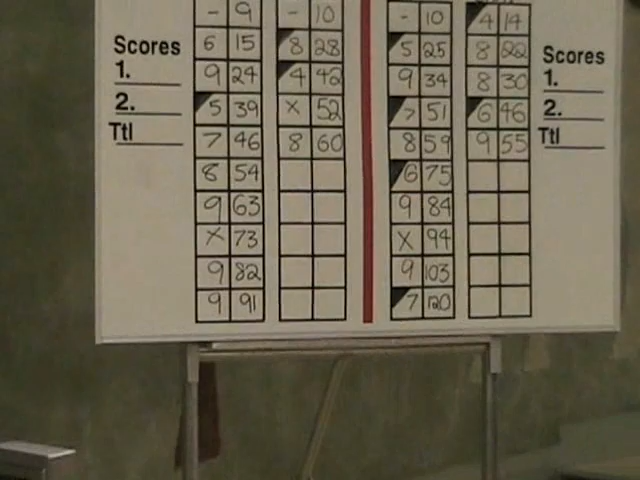 - 9 - 10 - 10 4 14
Scores 6 15 8 28 5 25 8 22 Scores
1. 9 24 4 42 9 34 8 30 1.
2. 5 39 X 52 7 51 6 46 2.
Ttl 7 46 8 60 8 59 9 55 Ttl
8 54 6 75
9 63 9 84
X 73 X 94
9 82 9 103
9 91 7 120